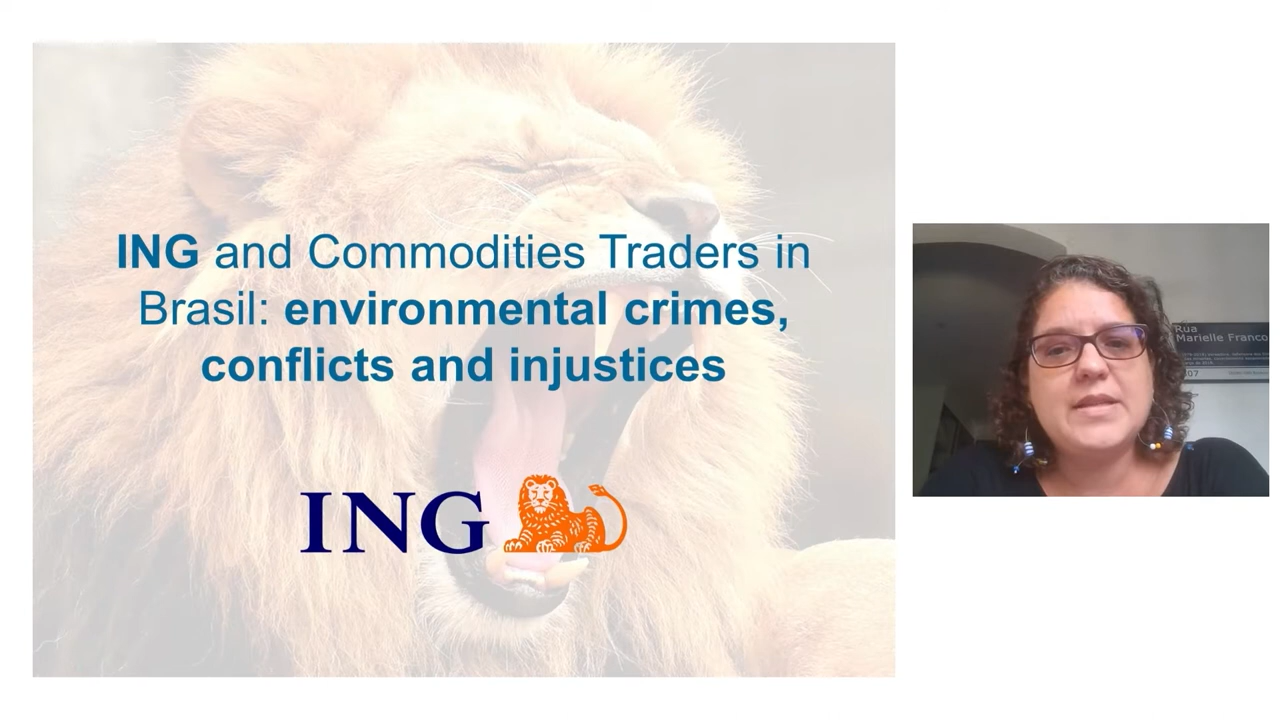 ING and Commodities Traders in
Brasil: environmental crimes,
conflicts and injustices
ING
Rua
Marielle Franco